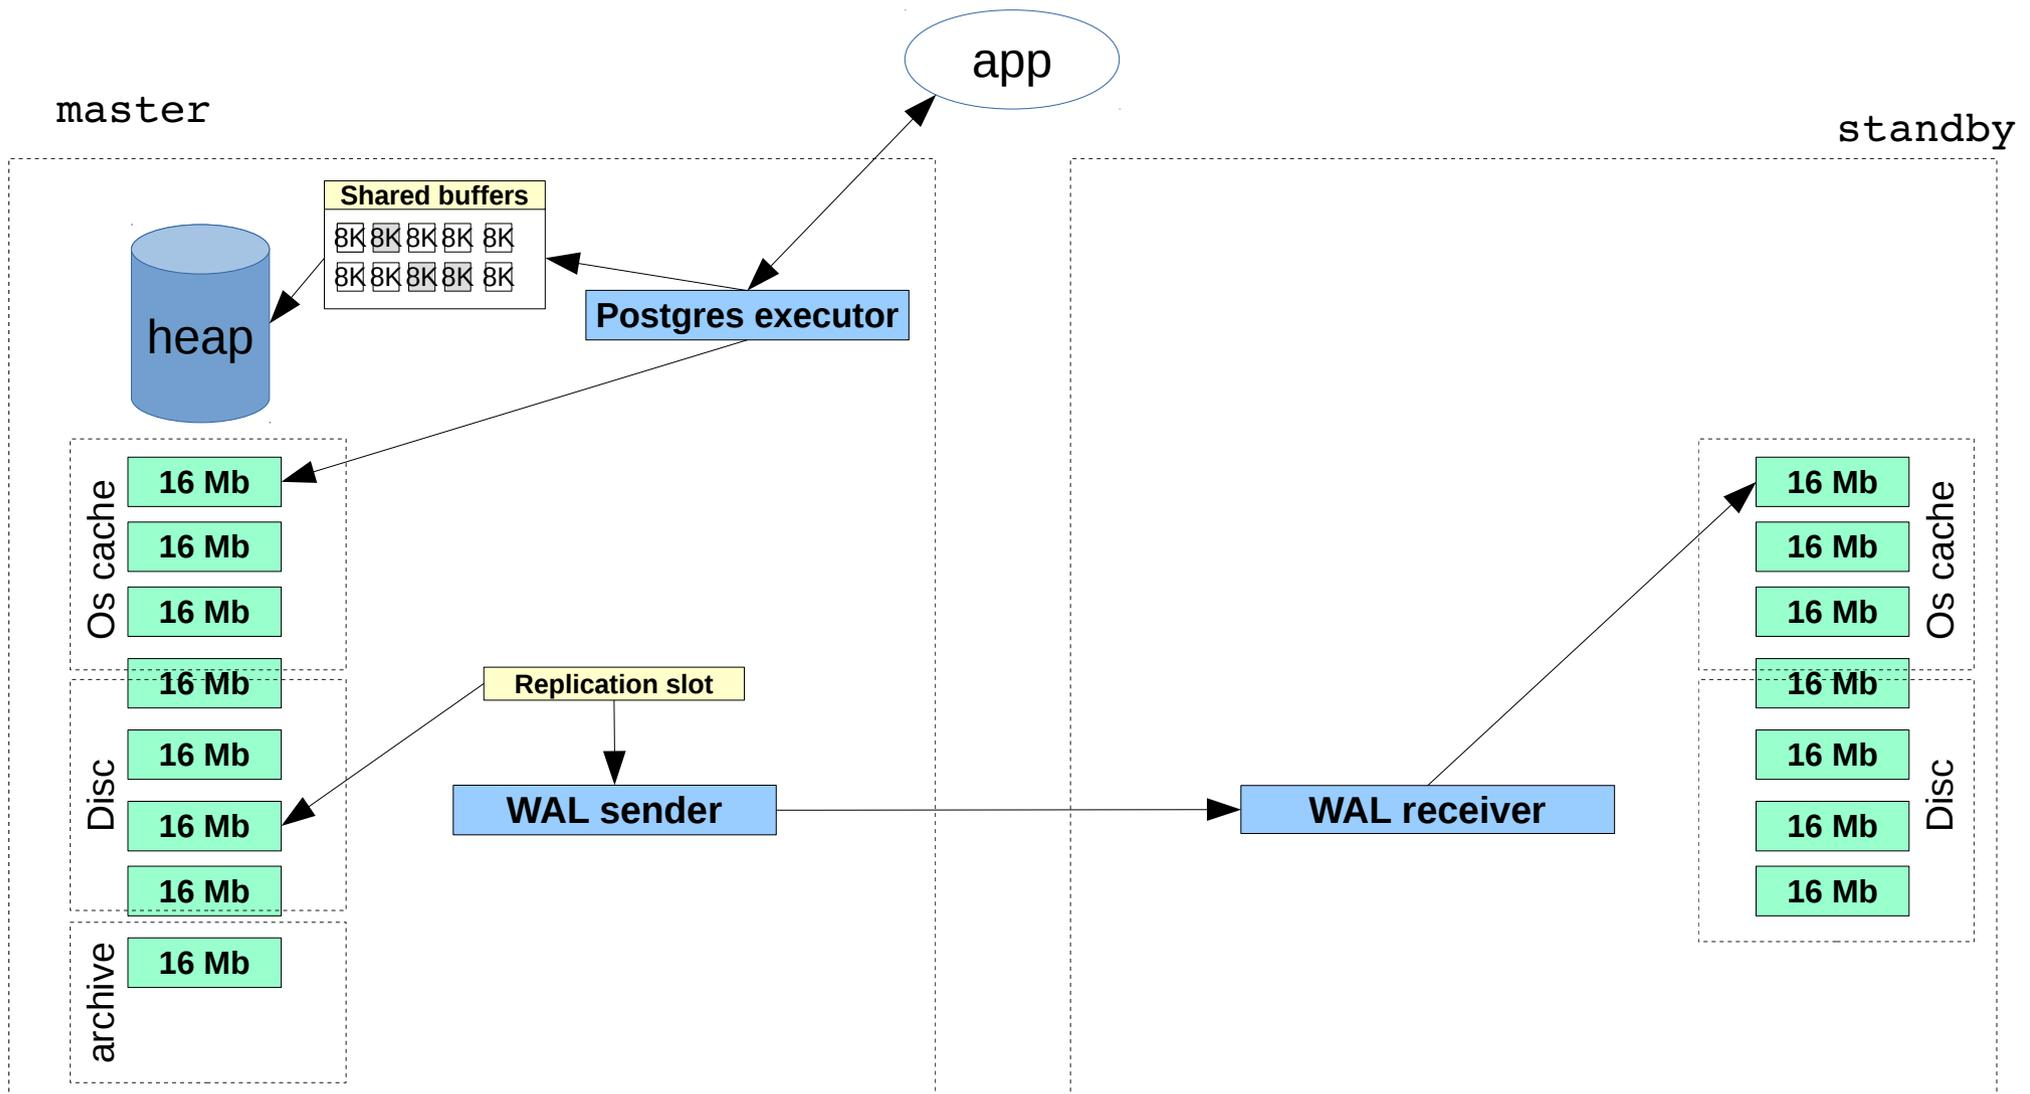 app
master
standby
Shared buffers
8K 8K 8K 8K 8K
8K 8K 8K 8K 8K
heap
Postgres executor
Os cache
16 Mb
16 Mb
16 Mb
16 Mb
Disc
16 Mb
16 Mb
16 Mb
archive
16 Mb
Replication slot
WAL sender
WAL receiver
Os cache
16 Mb
16 Mb
16 Mb
16 Mb
Disc
16 Mb
16 Mb
16 Mb